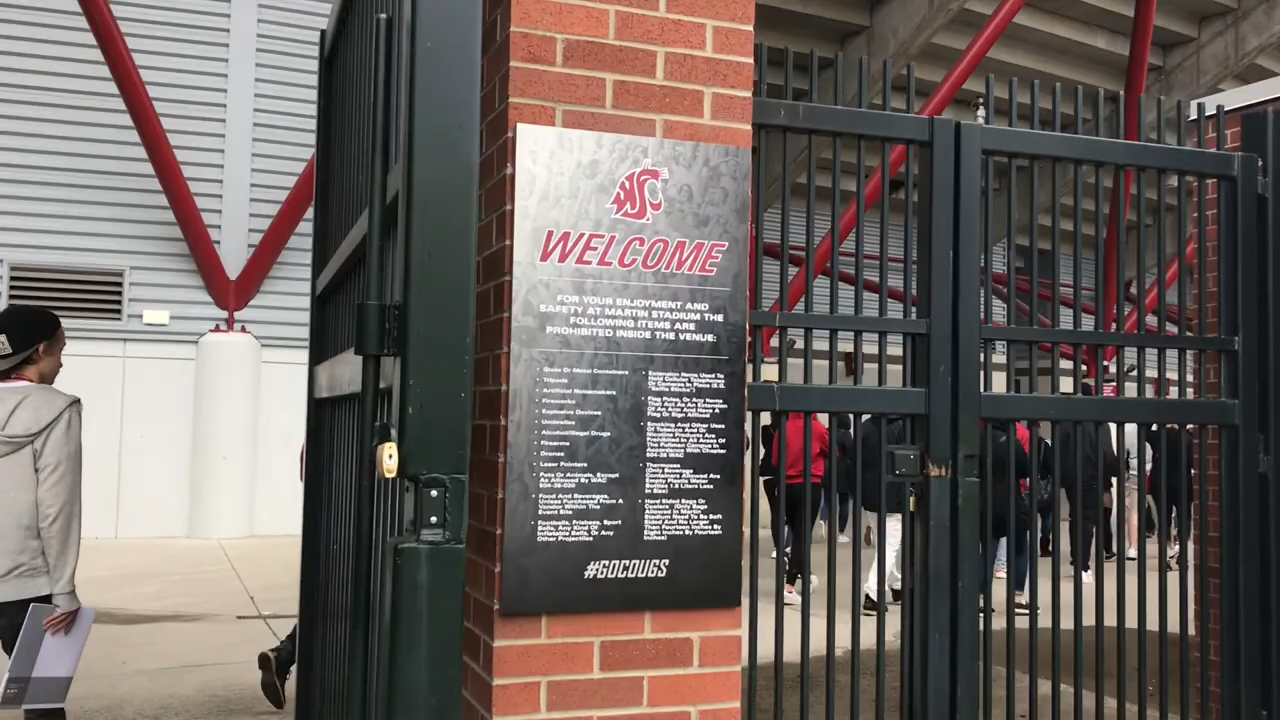 WSC
WELCOME
FOR YOUR ENJOYMENT AND
SAFETY AT MARTIN STADIUM THE
FOLLOWING ITEMS ARE
PROHIBITED INSIDE THE VENUE:
• Glass Or Metal Containers
• Tripods
• Artificial Noisemakers
• Fireworks
• Explosive Devices
• Umbrellas
• Alcohol/Illegal Drugs
• Firearms
• Drones
• Laser Pointers
• Pets Or Animals, Except
As Allowed By WAC
504-36-020
• Food And Beverages,
Unless Purchased From A
Vendor Within The
Event Site
• Footballs, Frisbees, Sport
Balls, Any Kind Of
Inflatable Balls, Or Any
Other Projectiles
• Extension Items Used To
Hold Cellular Telephones
Or Cameras In Place (E.G.
"Selfie Sticks")
• Flag Poles, Or Any Items
That Act As An Extension
Of An Arm And Have A
Flag Or Sign Affixed
• Smoking And Other Uses
Of Tobacco And Or
Nicotine Products Are
Prohibited In All Areas Of
The Pullman Campus In
Accordance With Chapter
504-38 WAC
• Thermoses
(Only Beverage
Containers Allowed Are
Empty Plastic Water
Bottles 1.5 Liters Less
In Size)
• Hard Sided Bags Or
Coolers (Only Bags
Allowed In Martin
Stadium Need To Be Soft
Sided And No Larger
Than Fourteen Inches By
Eight Inches By Fourteen
Inches)
#GOCOUGS